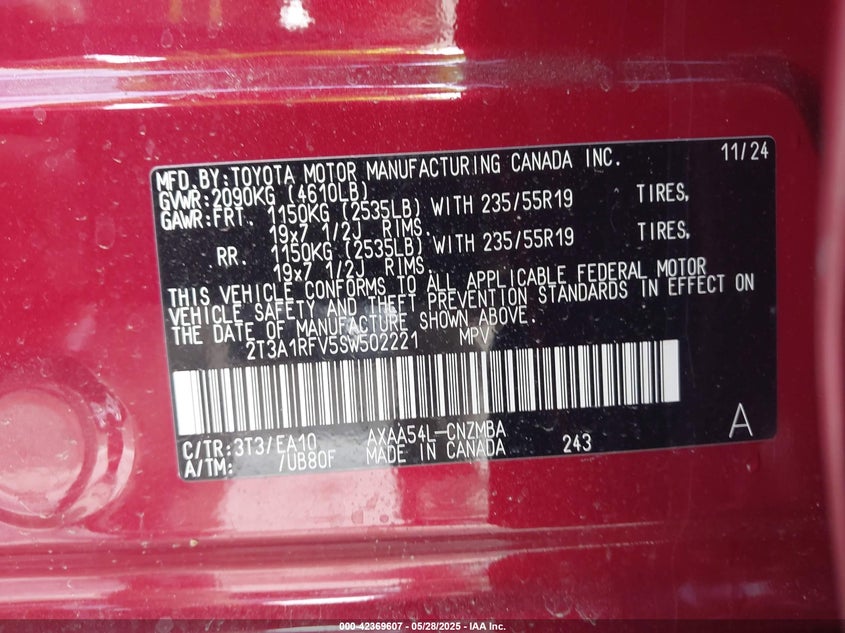 MFD.BY:TOYOTA MOTOR MANUFACTURING CANADA INC. 11/24
GVWR:2090KG (4610LB)
GAWR:FRT. 1150KG (2535LB) WITH 235/55R19 TIRES,
19x7 1/2J RIMS.
RR. 1150KG (2535LB) WITH 235/55R19 TIRES,
19x7 1/2J RIMS.
THIS VEHICLE CONFORMS TO ALL APPLICABLE FEDERAL MOTOR
VEHICLE SAFETY AND THEFT PREVENTION STANDARDS IN EFFECT ON
THE DATE OF MANUFACTURE SHOWN ABOVE.
2T3A1RFV5SW502221 MPV
A
C/TR:3T3/EA10 AXAA54L-CNZMBA
A/TM: /UB80F MADE IN CANADA 243
000-42369607 - 05/28/2025 - IAA Inc.